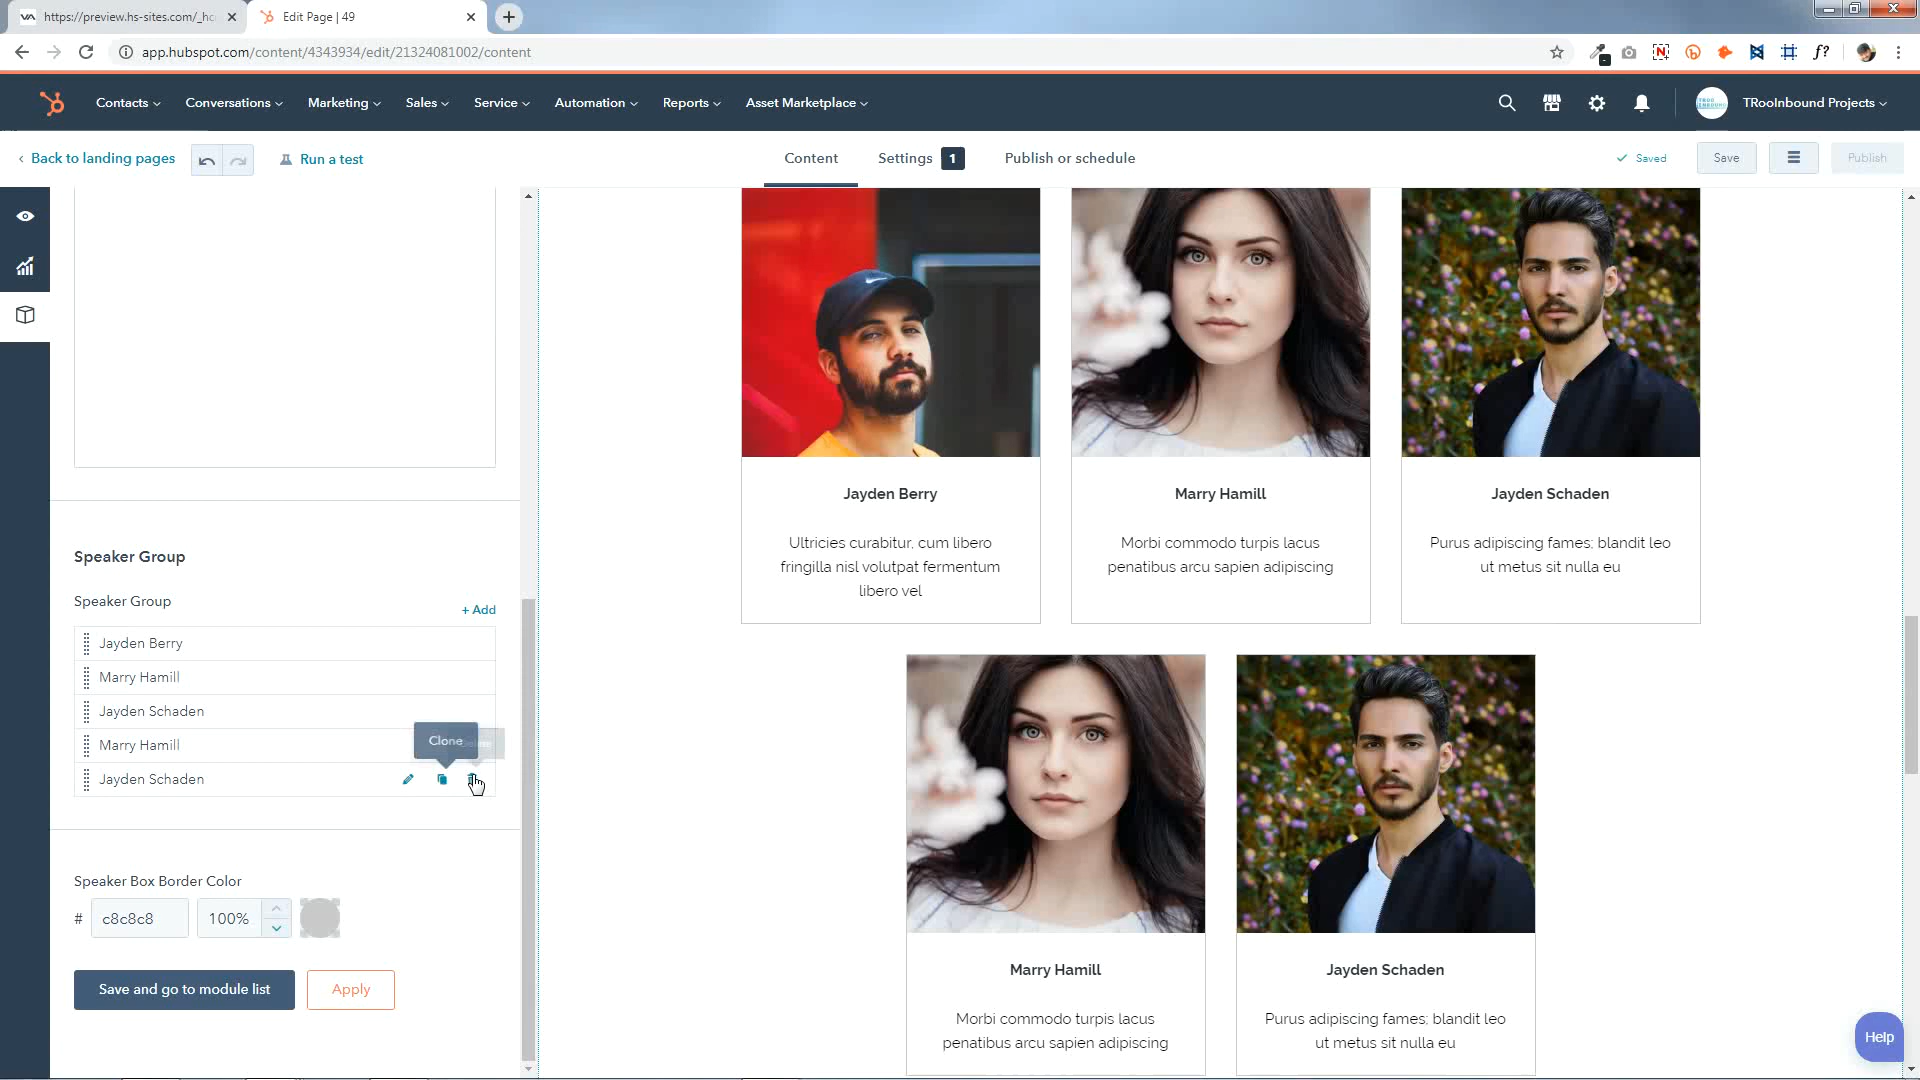 https://preview.hs-sites.com/_hc
Edit Page | 49
app.hubspot.com/content/4343934/edit/21324081002/content
N
f?
Contacts
Conversations
Marketing
Sales
Service
Automation
Reports
Asset Marketplace
TRooInbound Projects
Back to landing pages
Run a test
Content
Settings 1
Publish or schedule
Saved
Save
Publish
Jayden Berry
Ultricies curabitur, cum libero
fringilla nisl volutpat fermentum
libero vel
Marry Hamill
Morbi commodo turpis lacus
penatibus arcu sapien adipiscing
Jayden Schaden
Purus adipiscing fames; blandit leo
ut metus sit nulla eu
Speaker Group
Speaker Group
+ Add
Jayden Berry
Marry Hamill
Jayden Schaden
Marry Hamill
Clone
Jayden Schaden
Speaker Box Border Color
# c8c8c8 100%
Save and go to module list
Apply
Marry Hamill
Morbi commodo turpis lacus
penatibus arcu sapien adipiscing
Jayden Schaden
Purus adipiscing fames; blandit leo
ut metus sit nulla eu
Help